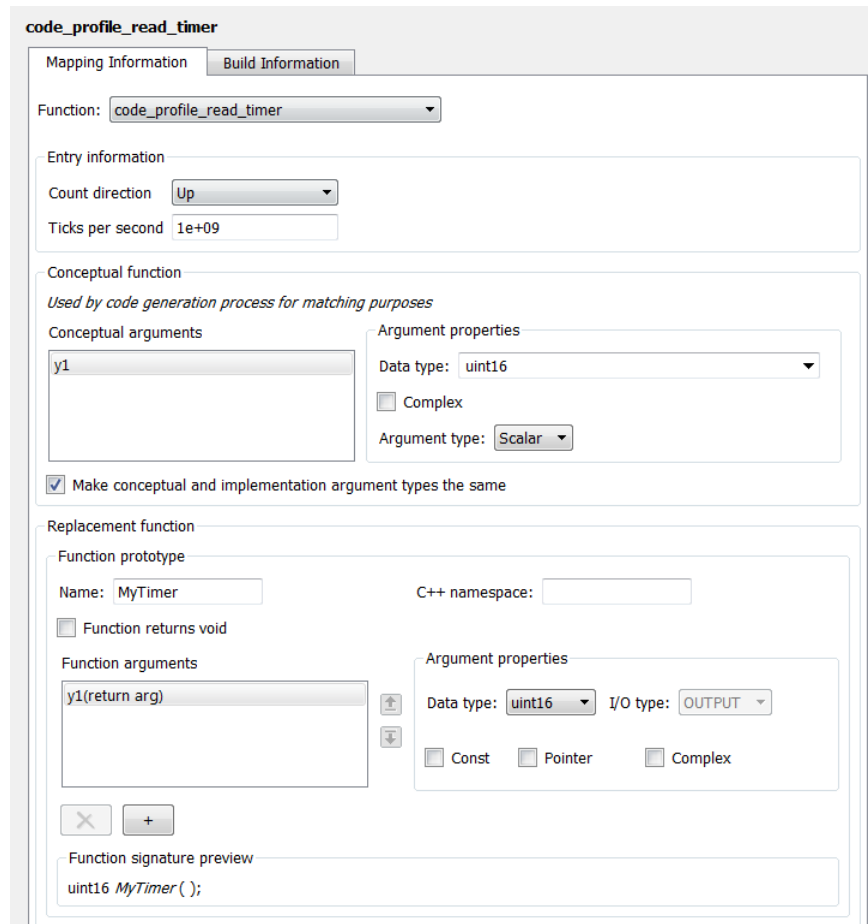 code_profile_read_timer
Mapping Information Build Information
Function: code_profile_read_timer
Entry information
Count direction Up
Ticks per second 1e+09
Conceptual function
Used by code generation process for matching purposes
Conceptual arguments Argument properties
y1 Data type: uint16
Complex
Argument type: Scalar
Make conceptual and implementation argument types the same
Replacement function
Function prototype
Name: MyTimer C++ namespace:
Function returns void
Function arguments Argument properties
y1(return arg) Data type: uint16 I/O type: OUTPUT
Const Pointer Complex
+
Function signature preview
uint16 MyTimer ( );